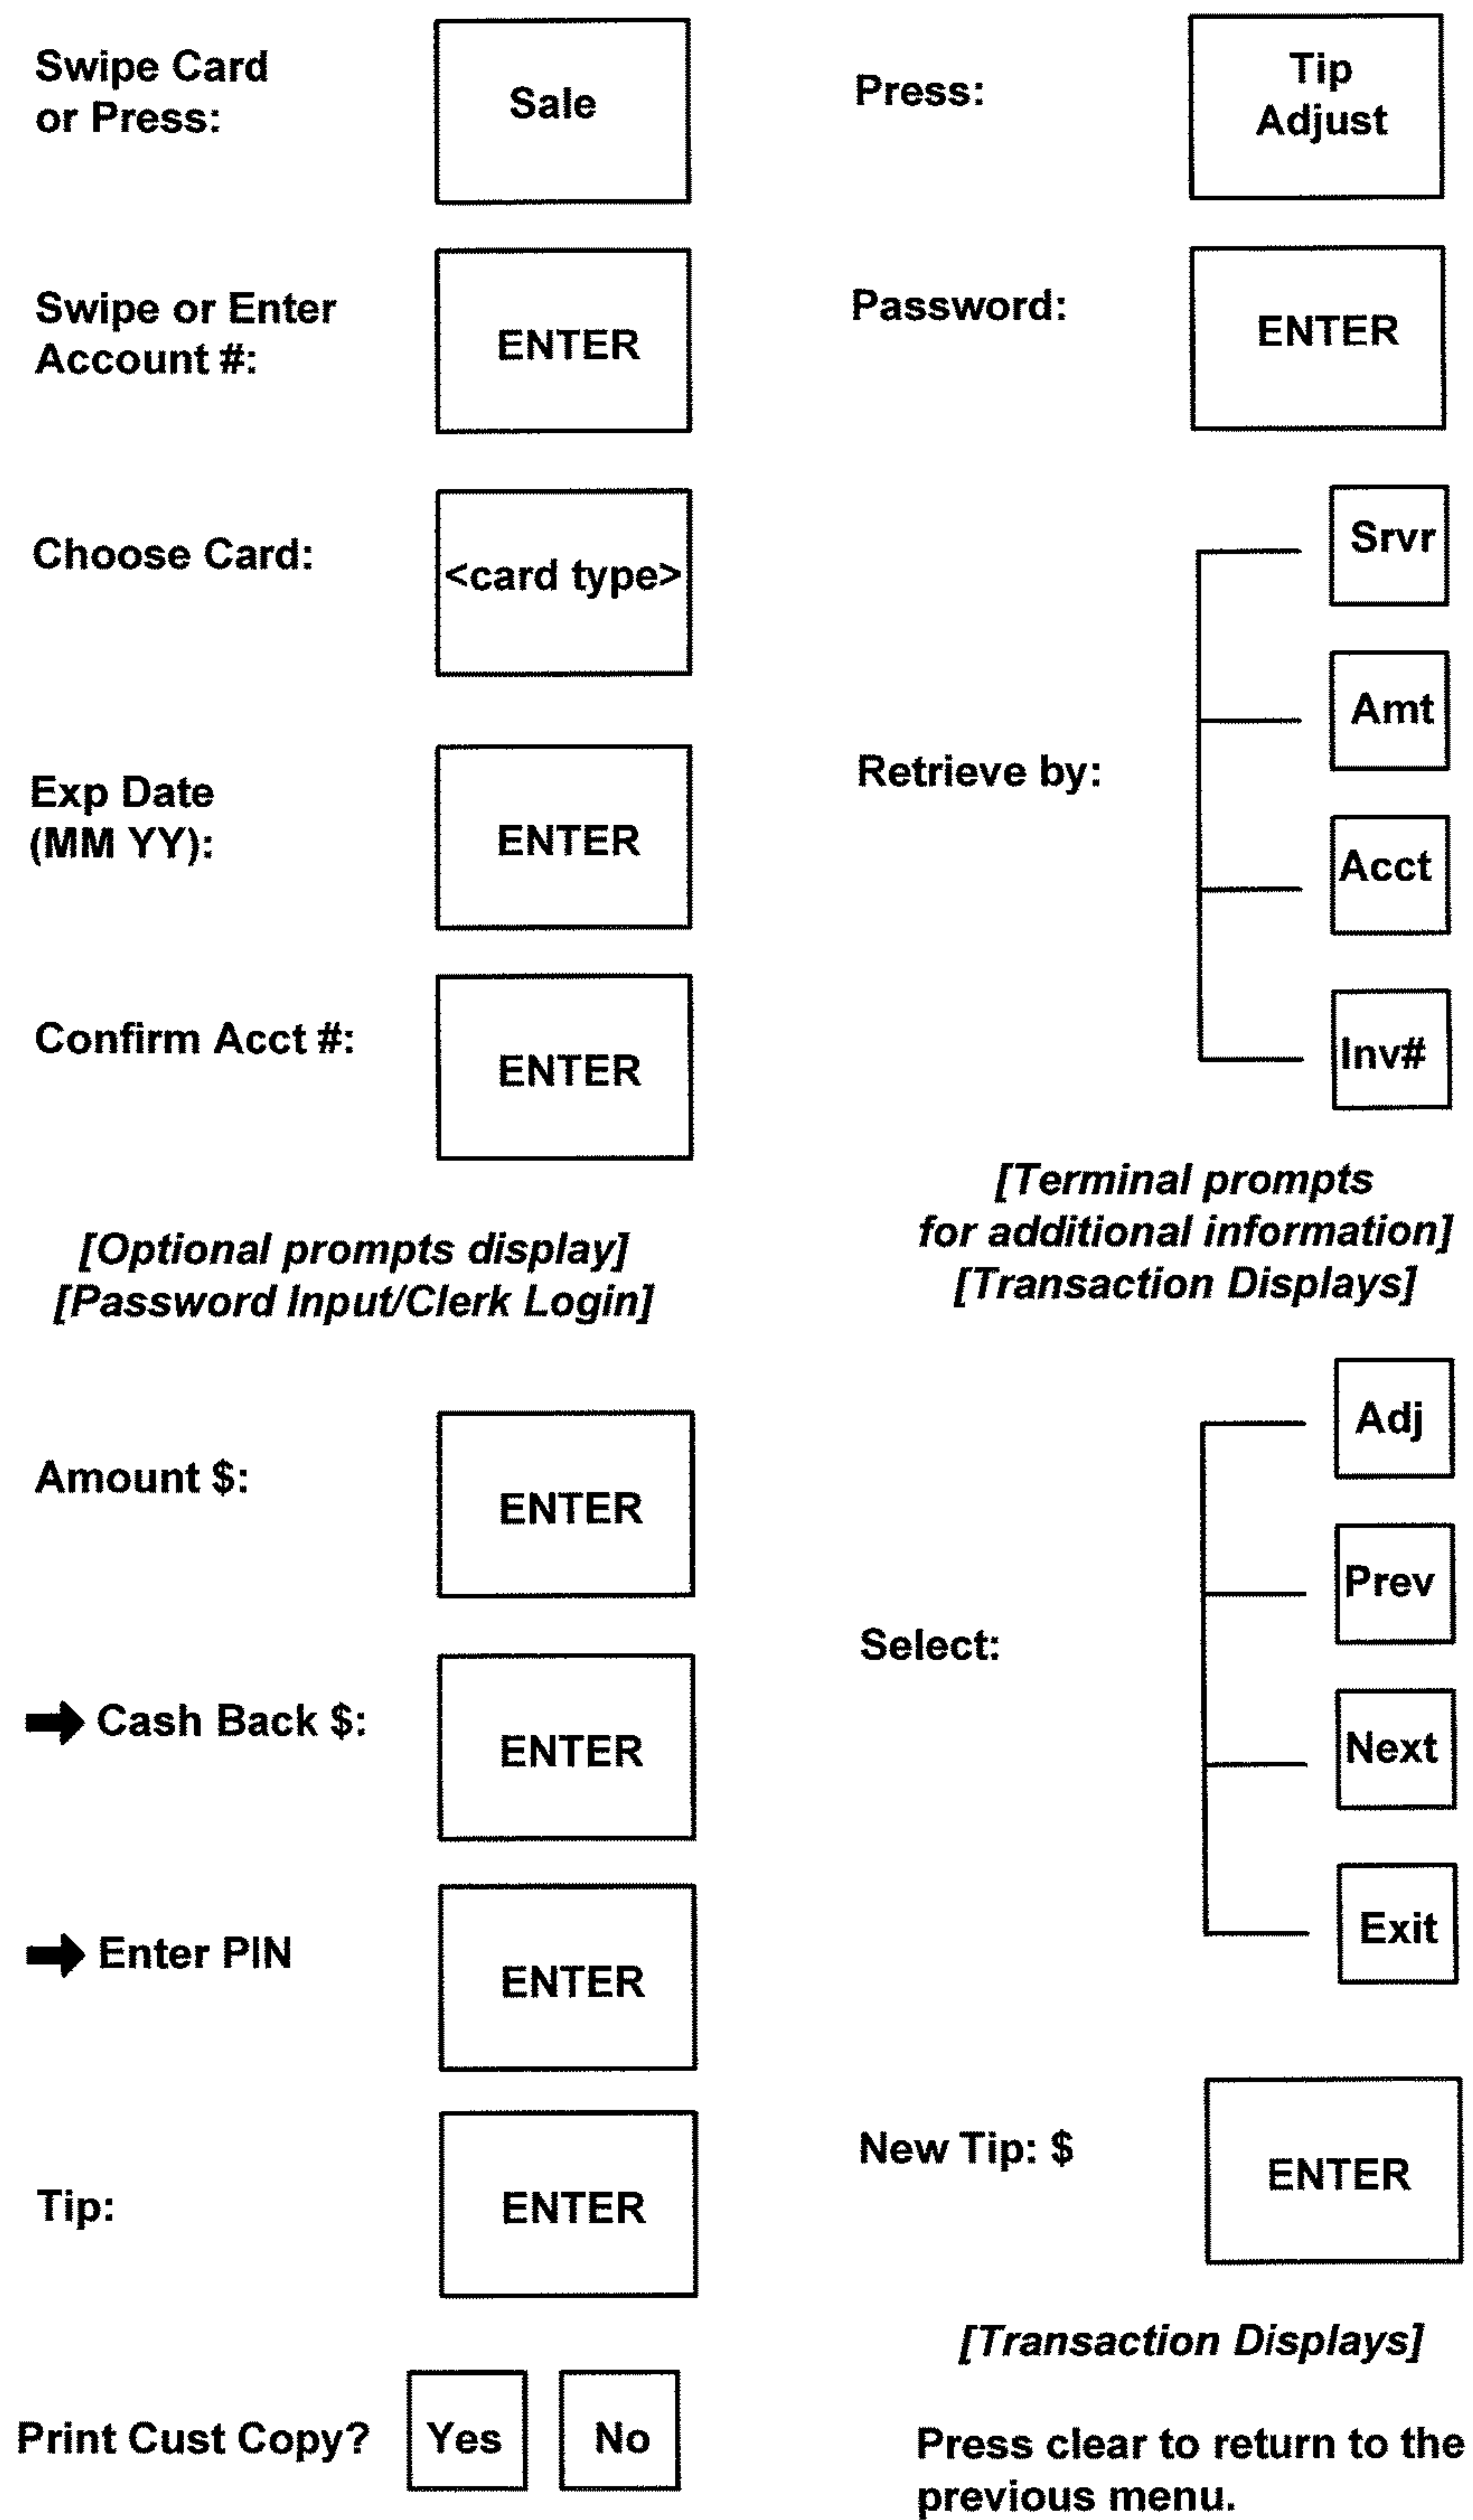 Swipe Card
or Press:
Sale
Swipe or Enter
Account #:
ENTER
Choose Card:
<card type>
Exp Date
(MM YY):
ENTER
Confirm Acct #:
ENTER
[Optional prompts display]
[Password Input/Clerk Login]
Amount $:
ENTER
Cash Back $:
ENTER
Enter PIN
ENTER
Tip:
ENTER
Print Cust Copy?
Yes
No
Press:
Tip
Adjust
Password:
ENTER
Retrieve by:
Srvr
Amt
Acct
Inv#
[Terminal prompts
for additional information]
[Transaction Displays]
Select:
Adj
Prev
Next
Exit
New Tip: $
ENTER
[Transaction Displays]
Press clear to return to the
previous menu.